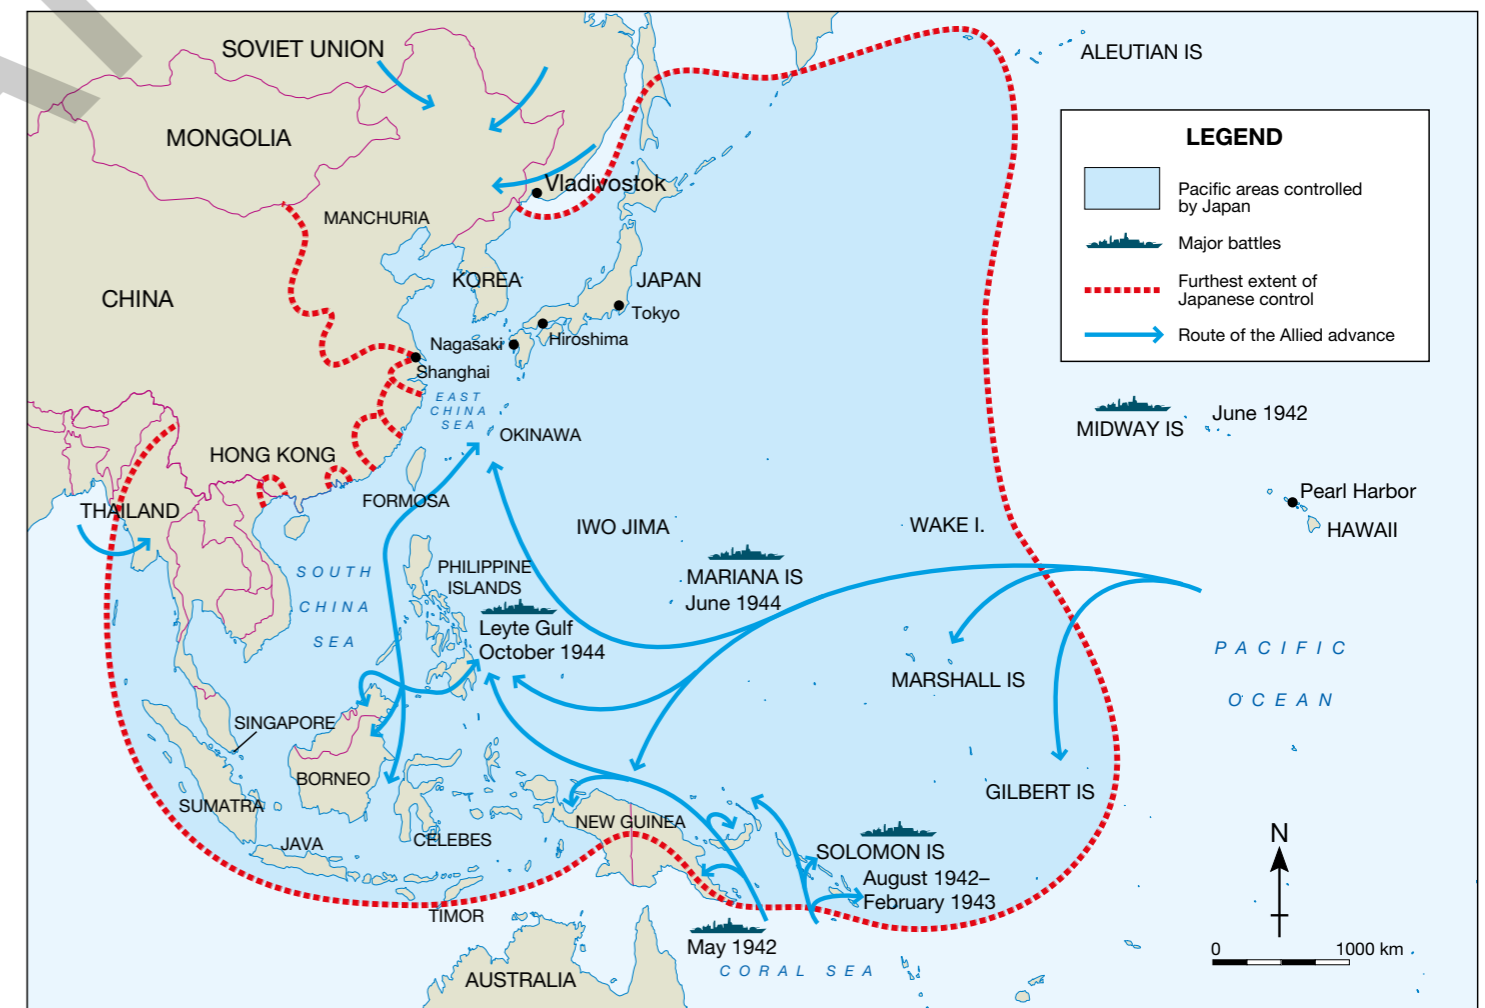 SOVIET UNION
ALEUTIAN IS
MONGOLIA
Vladivostok
MANCHURIA
CHINA
KOREA
JAPAN
Tokyo
Nagasaki
Hiroshima
Shanghai
EAST
CHINA
SEA
OKINAWA
HONG KONG
FORMOSA
THAILAND
IWO JIMA
WAKE I.
SOUTH
CHINA
SEA
PHILIPPINE
ISLANDS
MARIANA IS
June 1944
Leyte Gulf
October 1944
MARSHALL IS
SINGAPORE
BORNEO
SUMATRA
JAVA
CELEBES
NEW GUINEA
GILBERT IS
SOLOMON IS
August 1942–
February 1943
TIMOR
May 1942
CORAL SEA
AUSTRALIA
LEGEND
Pacific areas controlled
by Japan
Major battles
Furthest extent of
Japanese control
Route of the Allied advance
MIDWAY IS
June 1942
Pearl Harbor
HAWAII
PACIFIC
OCEAN
N
0 1000 km